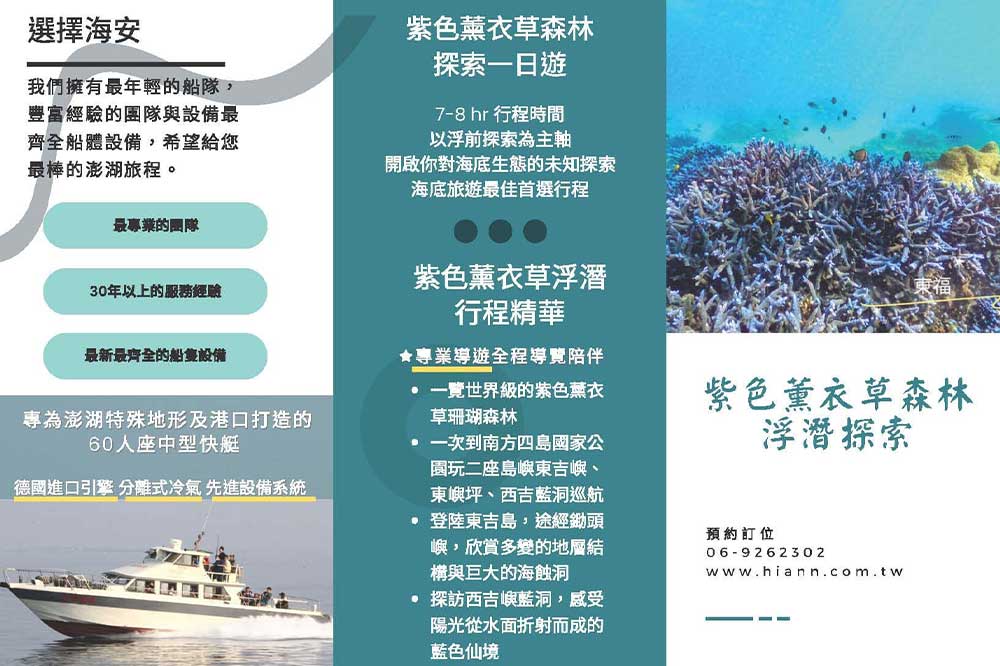 選擇海安
我們擁有最年輕的船隊，
豐富經驗的團隊與設備最
齊全船體設備，希望給您
最棒的澎湖旅程。
最專業的團隊
30年以上的服務經驗
最新最齊全的船隻設備
專為澎湖特殊地形及港口打造的
60人座中型快艇
德國進口引擎 分離式冷氣 先進設備系統
紫色薰衣草森林
探索一日遊
7-8 hr 行程時間
以浮前探索為主軸
開啟你對海底生態的未知探索
海底旅遊最佳首選行程
紫色薰衣草浮潛
行程精華
★專業導遊全程導覽陪伴
• 一覽世界級的紫色薰衣
草珊瑚森林
• 一次到南方四島國家公
園玩二座島嶼東吉嶼、
東嶼坪、西吉藍洞巡航
• 登陸東吉島，途經鋤頭
嶼，欣賞多變的地層結
構與巨大的海蝕洞
• 探訪西吉嶼藍洞，感受
陽光從水面折射而成的
藍色仙境
東福
紫色薰衣草森林
浮潛探索
預約訂位
06-9262302
www.hiann.com.tw